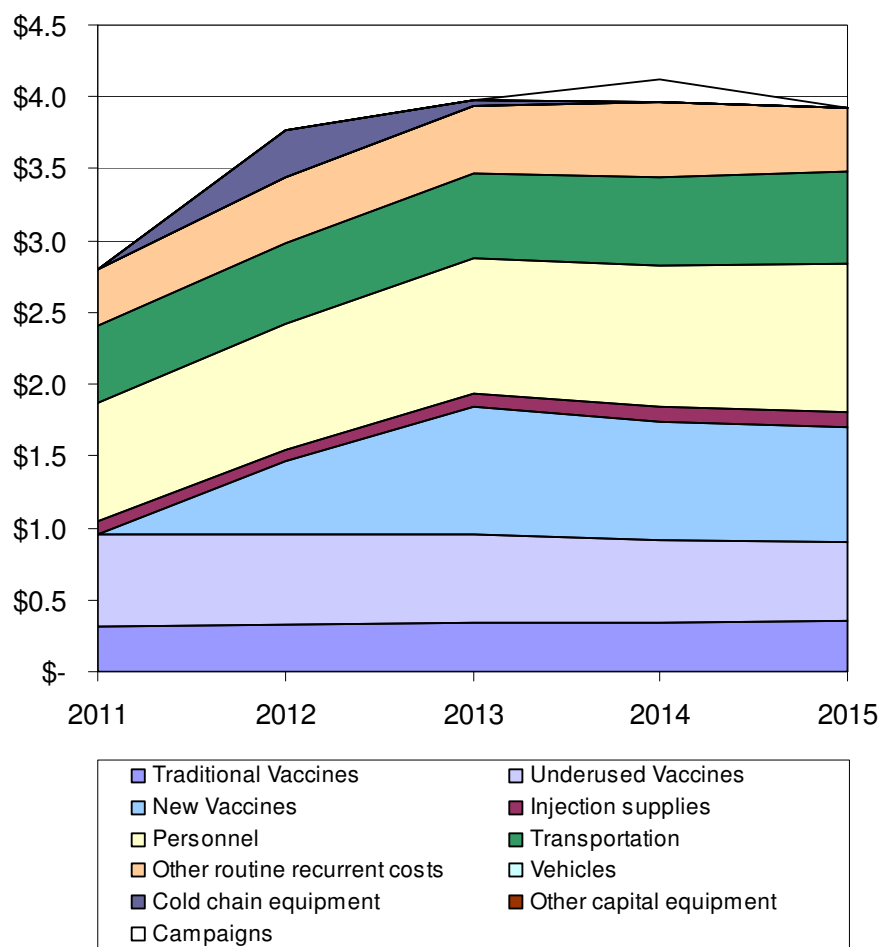 $4.5
$4.0
$3.5
$3.0
$2.5
$2.0
$1.5
$1.0
$0.5
$-
2011 2012 2013 2014 2015
Traditional Vaccines Underused Vaccines
New Vaccines Injection supplies
Personnel Transportation
Other routine recurrent costs Vehicles
Cold chain equipment Other capital equipment
Campaigns